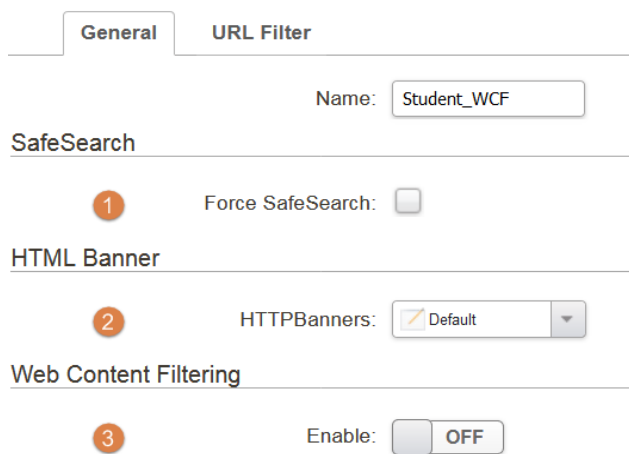 General URL Filter
Name: Student_WCF
SafeSearch
1 Force SafeSearch:
HTML Banner
2 HTTPBanners: Default
Web Content Filtering
3 Enable: OFF